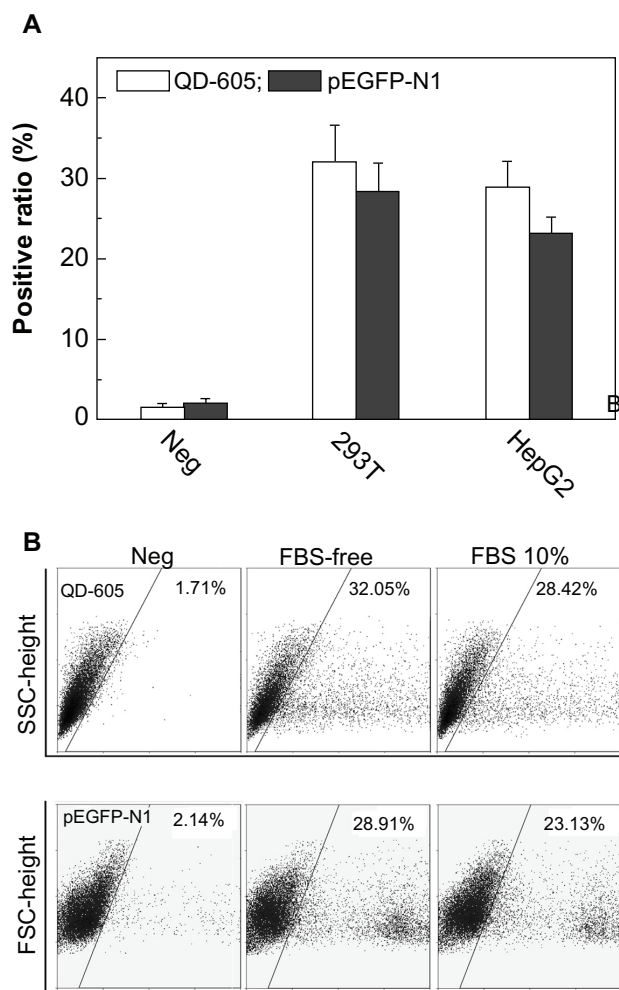 A
QD-605; pEGFP-N1
Positive ratio (%)
40
30
20
10
0
B
Neg
293T
HepG2
B
Neg
FBS-free
FBS 10%
SSC-height
QD-605
1.71%
32.05%
28.42%
FSC-height
pEGFP-N1
2.14%
28.91%
23.13%